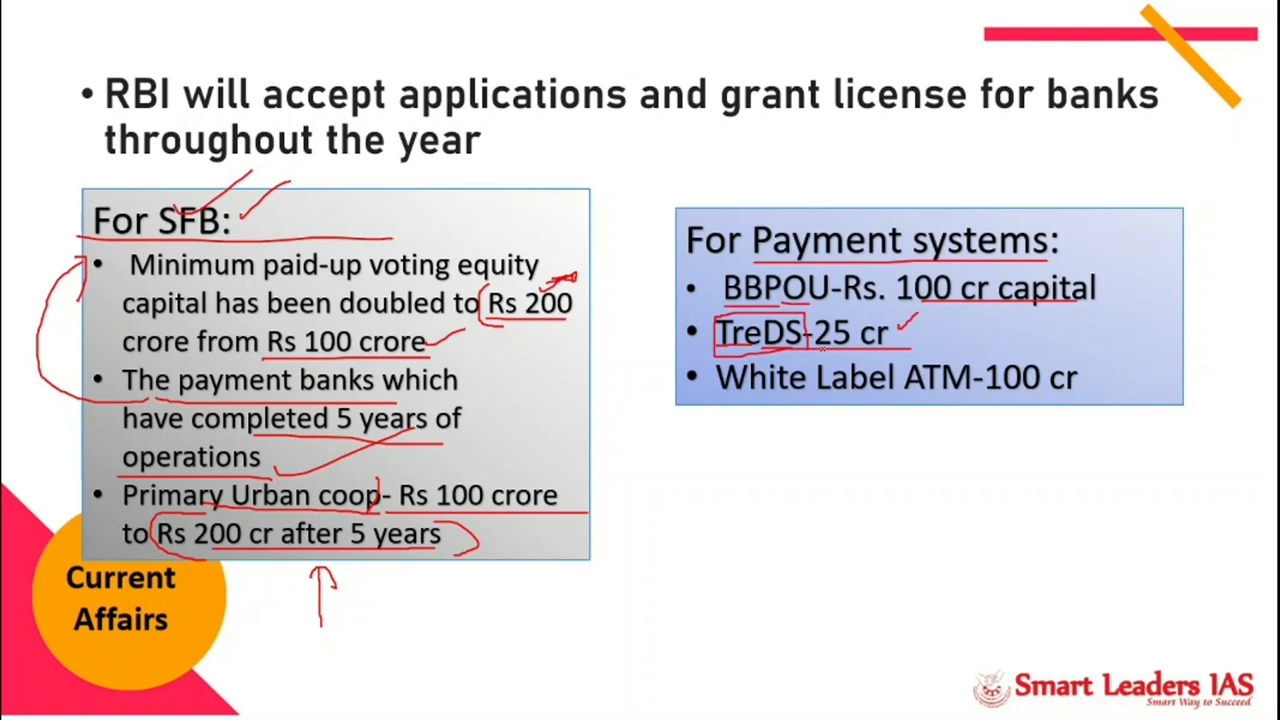 • RBI will accept applications and grant license for banks
throughout the year
For SFB:
• Minimum paid-up voting equity
capital has been doubled to Rs 200
crore from Rs 100 crore
• The payment banks which
have completed 5 years of
operations
• Primary Urban coop- Rs 100 crore
to Rs 200 cr after 5 years
For Payment systems:
• BBPOU-Rs. 100 cr capital
• TreDS-25 cr
• White Label ATM-100 cr
Current
Affairs
Smart Leaders IAS
Smart Way to Succeed